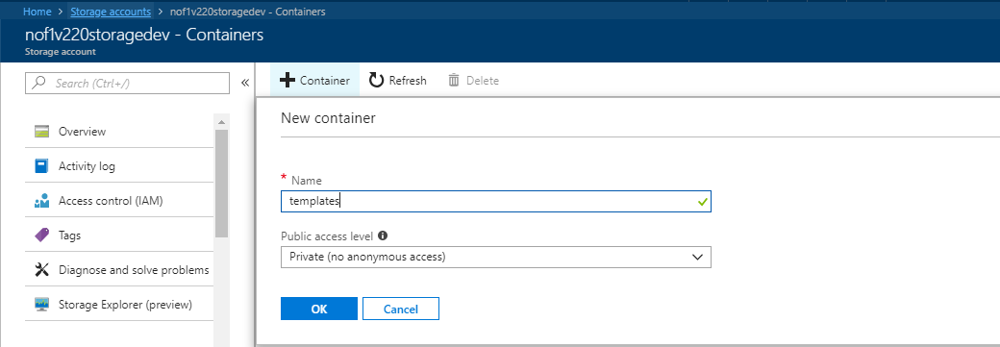 Home > Storage accounts > nof1v220storagedev - Containers
nof1v220storagedev - Containers
Storage account
Search (Ctrl+/)
«
Overview
Activity log
Access control (IAM)
Tags
Diagnose and solve problems
Storage Explorer (preview)
Container Refresh Delete
New container
* Name
templates
Public access level
Private (no anonymous access)
OK Cancel